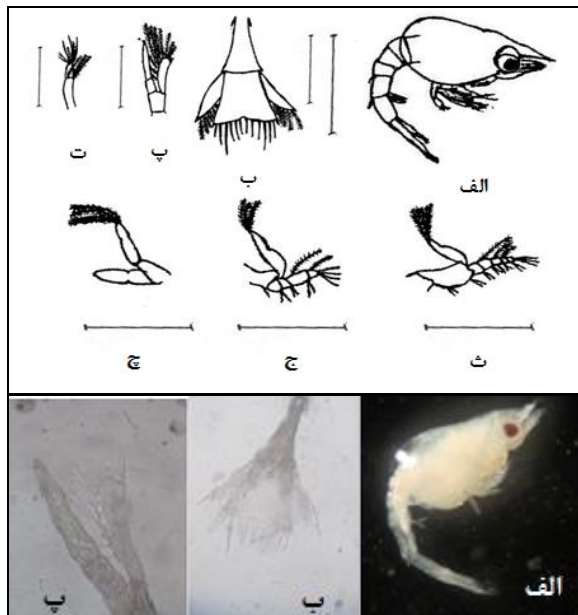 الف ب پ ت
ث ج چ
الف ب پ